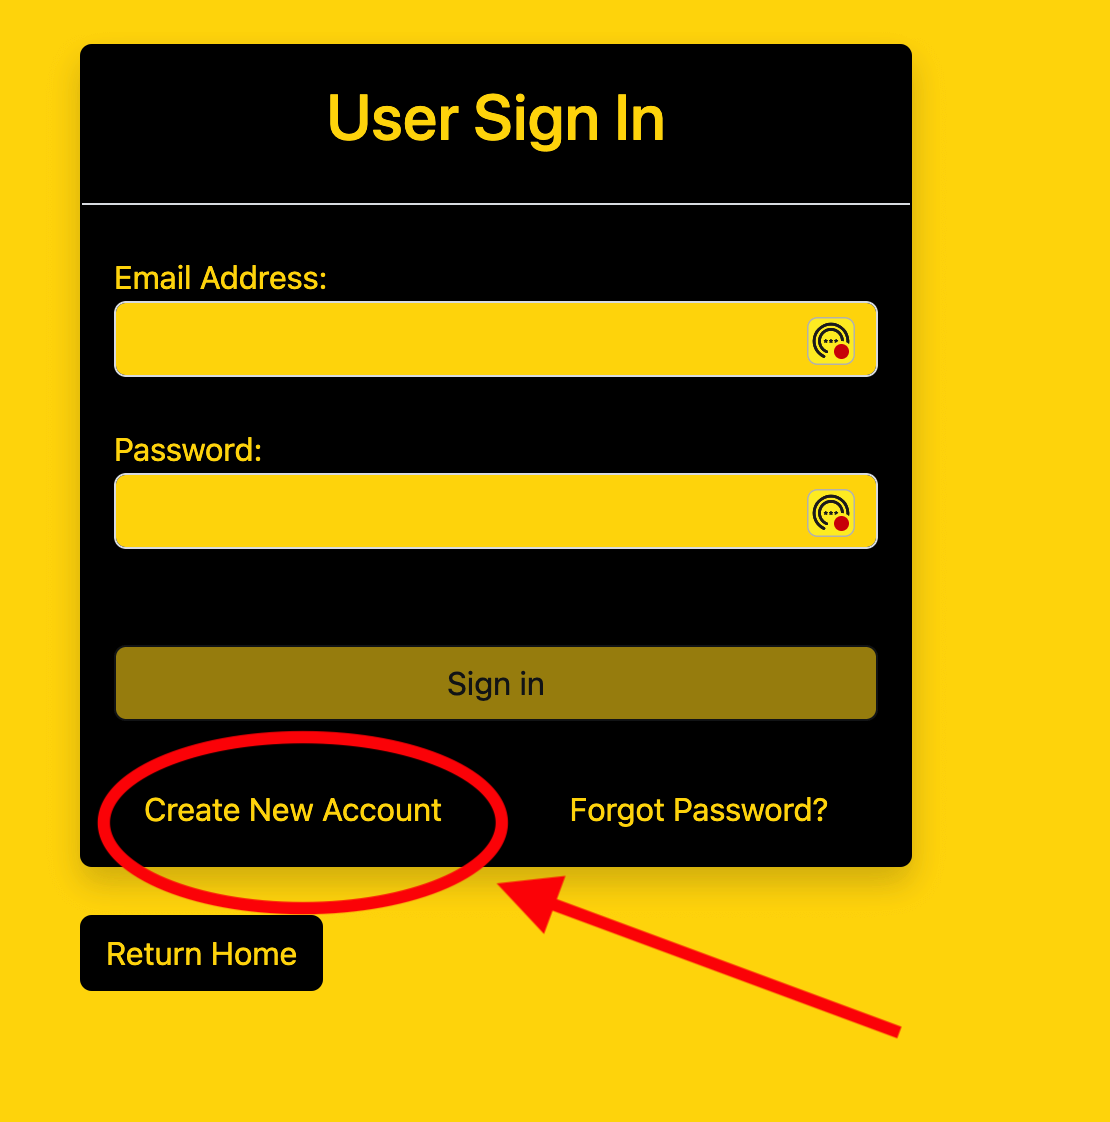 User Sign In
Email Address:
Password:
Sign in
Create New Account
Forgot Password?
Return Home